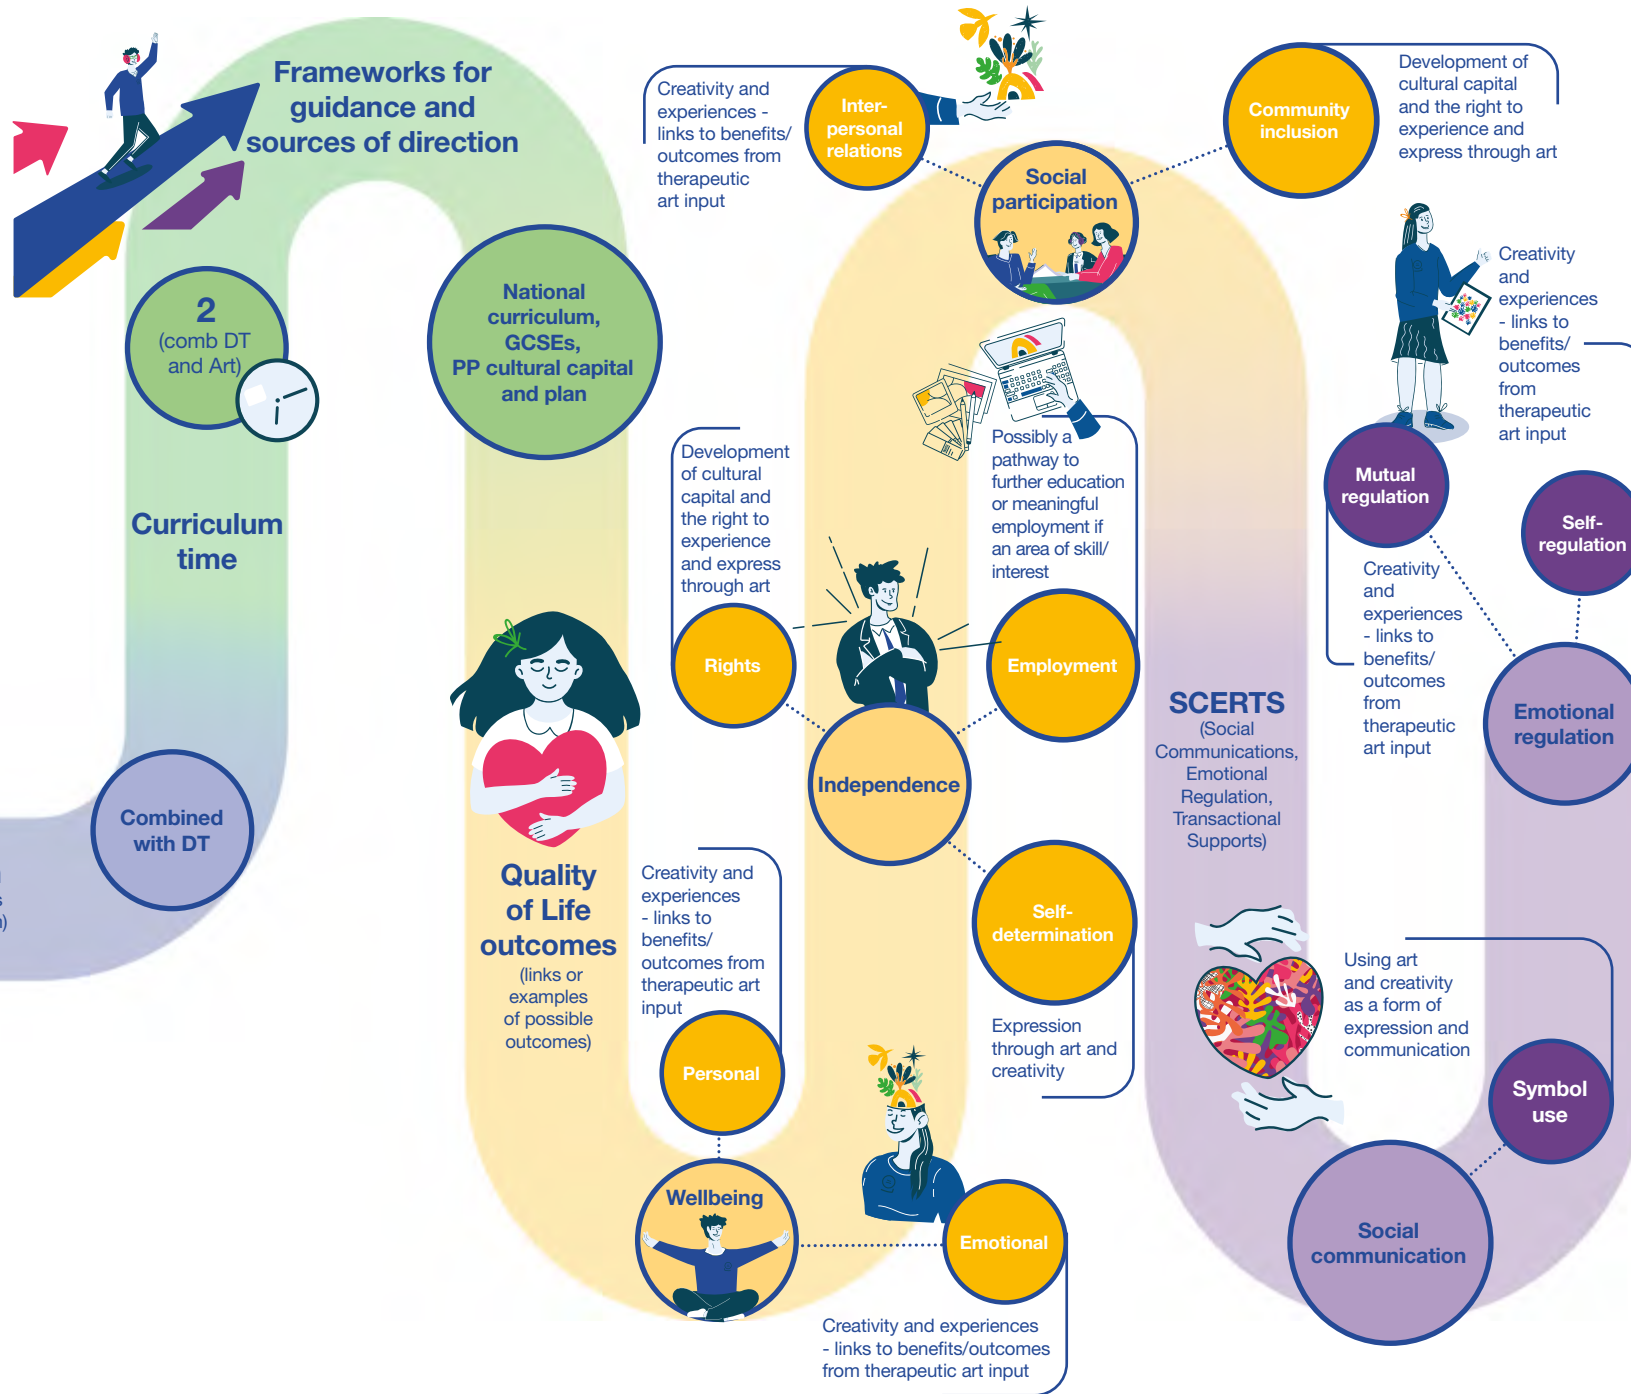 Frameworks for
guidance and
sources of direction
2
(comb DT
and Art)
Curriculum
time
Combined
with DT
National
curriculum,
GCSEs,
PP cultural capital
and plan
Quality
of Life
outcomes
(links or
examples
of possible
outcomes)
Creativity and
experiences
- links to
benefits/
outcomes from
therapeutic art
input
Personal
Wellbeing
Emotional
Creativity and experiences
- links to benefits/outcomes
from therapeutic art input
Development
of cultural
capital and
the right to
experience
and express
through art
Rights
Possibly a
pathway to
further education
or meaningful
employment if
an area of skill/
interest
Employment
Independence
Self-
determination
Expression
through art and
creativity
Creativity and
experiences -
links to benefits/
outcomes from
therapeutic
art input
Inter-
personal
relations
Social
participation
Community
inclusion
Development of
cultural capital
and the right to
experience and
express through art
SCERTS
(Social
Communications,
Emotional
Regulation,
Transactional
Supports)
Using art
and creativity
as a form of
expression and
communication
Symbol
use
Social
communication
Creativity
and
experiences
- links to
benefits/
outcomes
from
therapeutic
art input
Mutual
regulation
Creativity
and
experiences
- links to
benefits/
outcomes
from
therapeutic
art input
Self-
regulation
Emotional
regulation